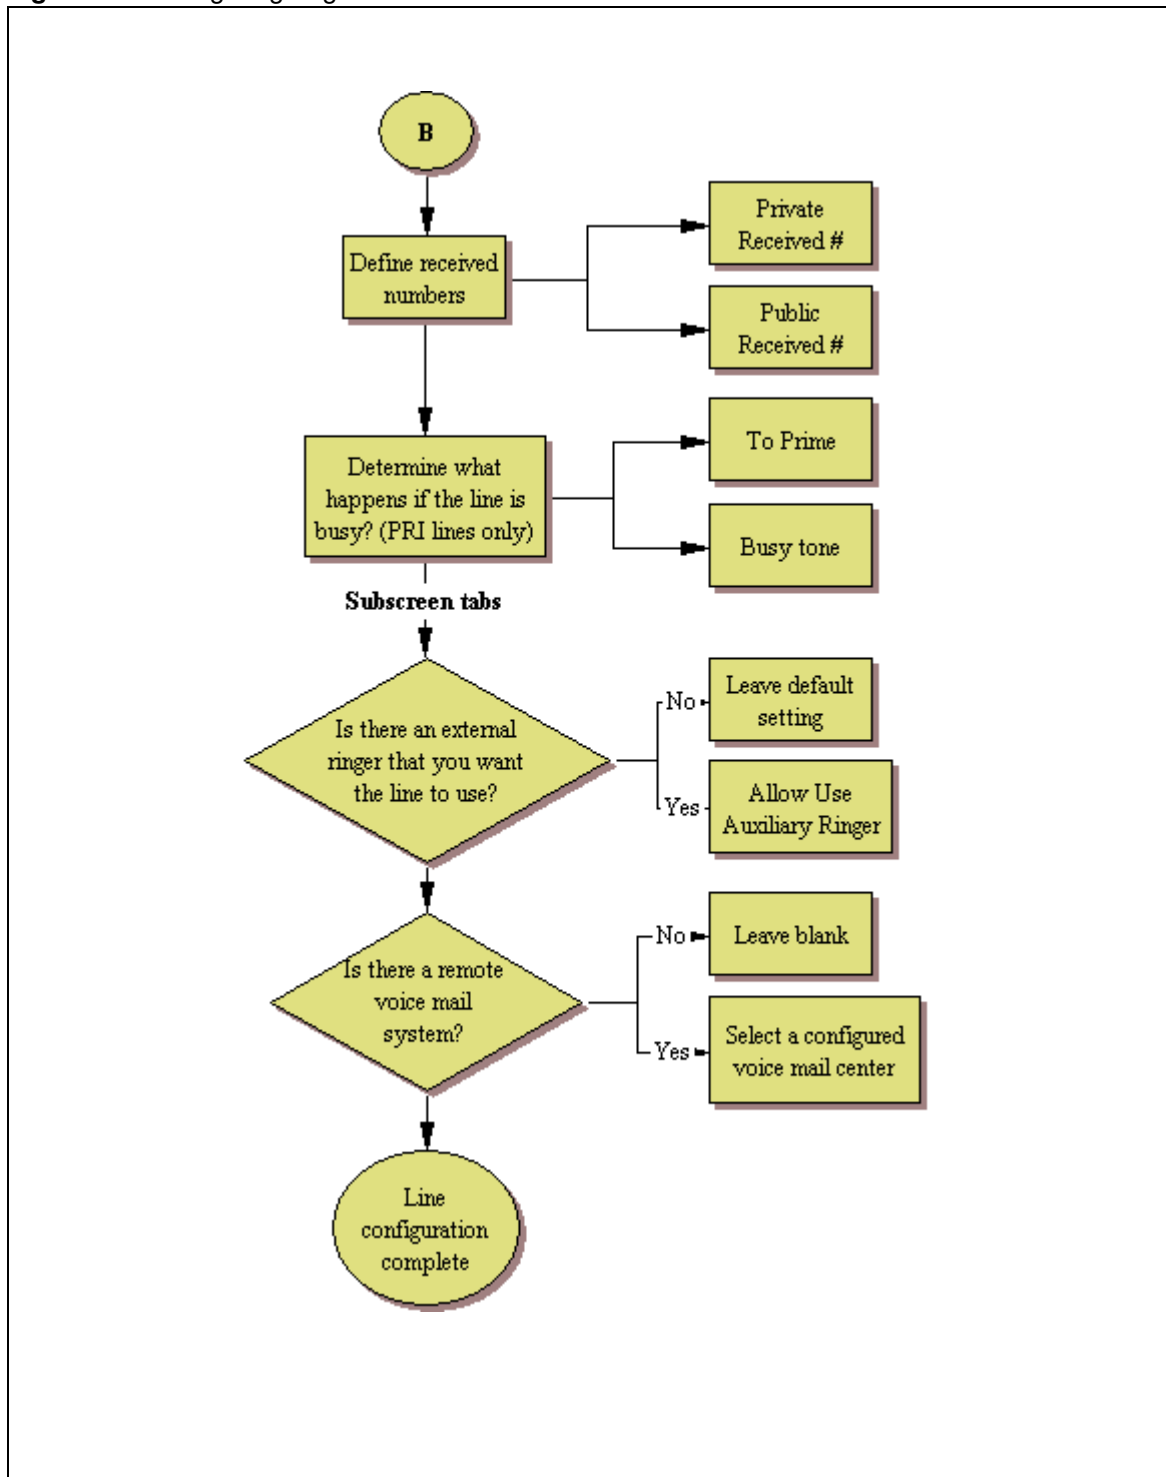 B
Define received
numbers
Private
Received #
Public
Received #
Determine what
happens if the line is
busy? (PRI lines only)
To Prime
Busy tone
Subscreen tabs
Is there an external
ringer that you want
the line to use?
No
Leave default
setting
Yes
Allow Use
Auxiliary Ringer
Is there a remote
voice mail
system?
No
Leave blank
Yes
Select a configured
voice mail center
Line
configuration
complete